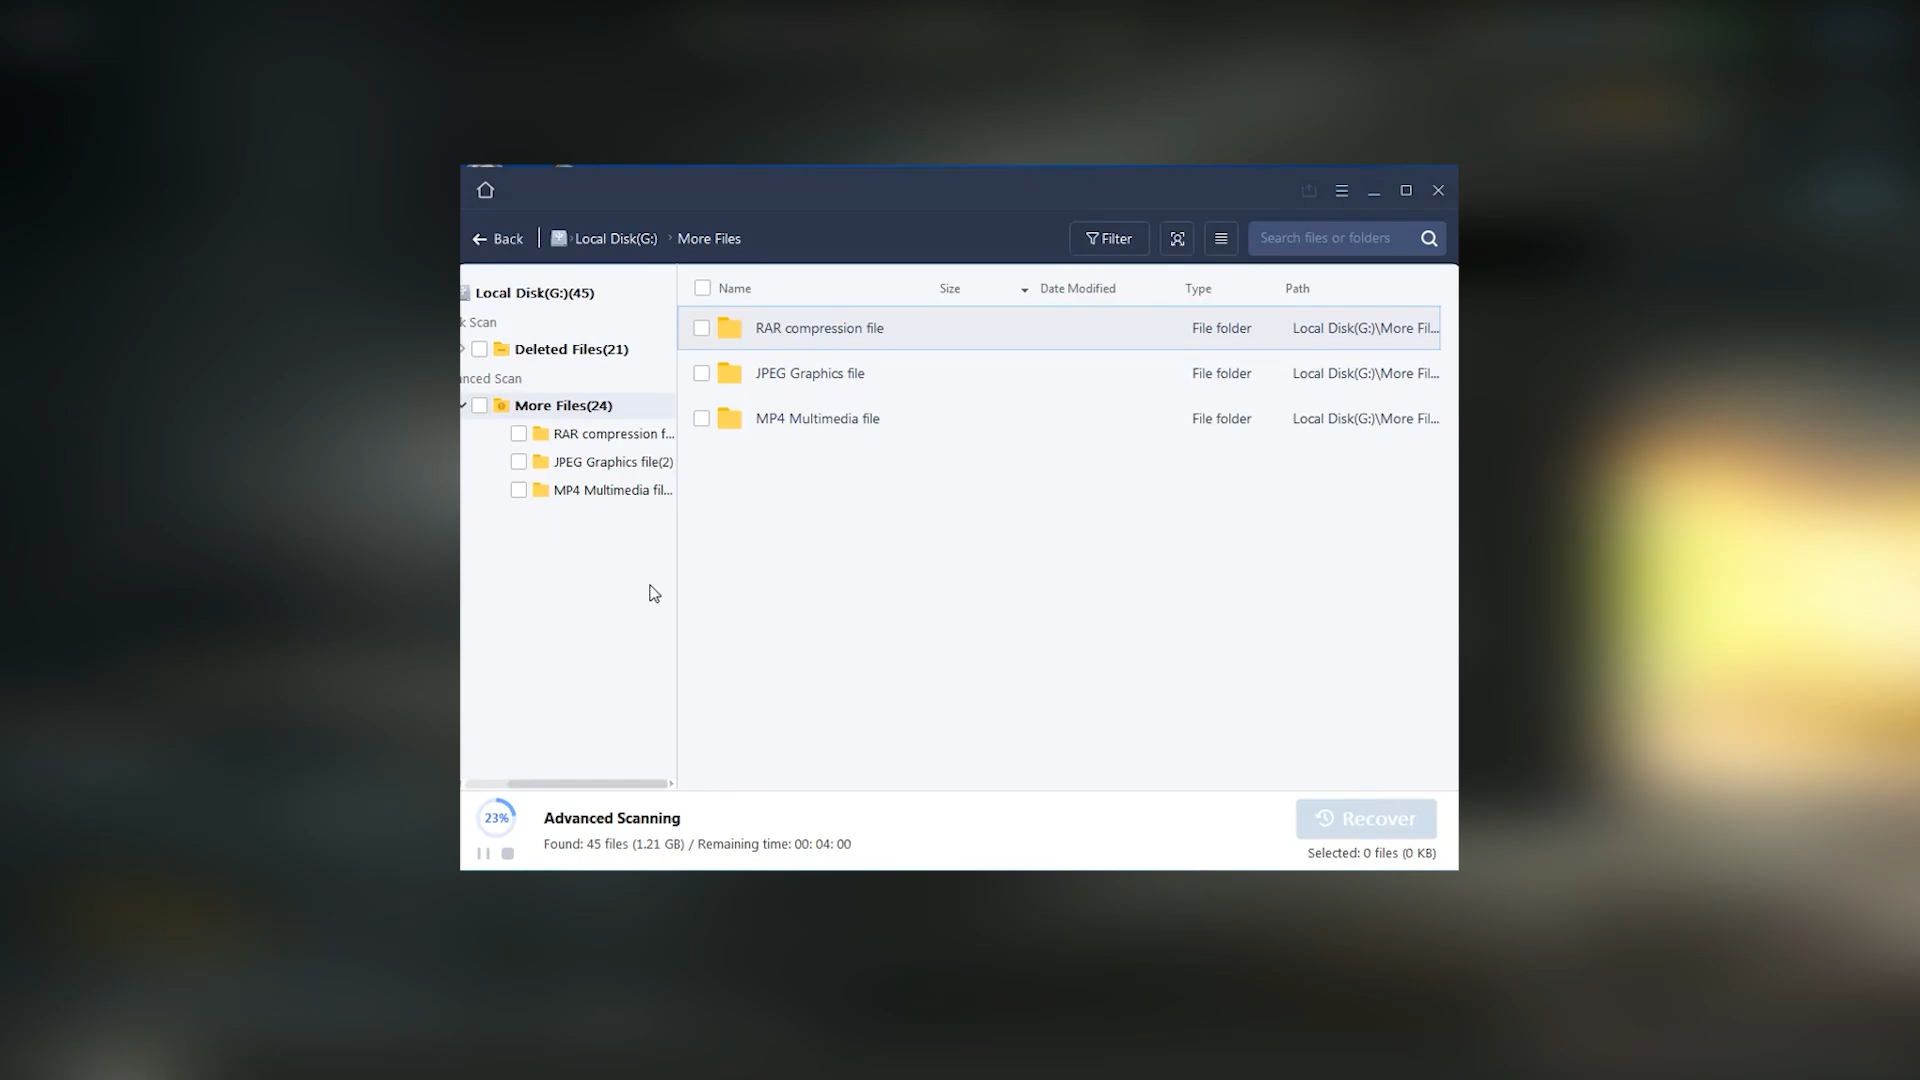 Back
Local Disk(G:)
More Files
Filter
Search files or folders
Local Disk(G:)(45)
k Scan
Deleted Files(21)
nced Scan
More Files(24)
RAR compression f...
JPEG Graphics file(2)
MP4 Multimedia fil...
Name Size Date Modified Type Path
RAR compression file File folder Local Disk(G:)\More Fil...
JPEG Graphics file File folder Local Disk(G:)\More Fil...
MP4 Multimedia file File folder Local Disk(G:)\More Fil...
23%
Advanced Scanning
Found: 45 files (1.21 GB) / Remaining time: 00: 04: 00
Recover
Selected: 0 files (0 KB)